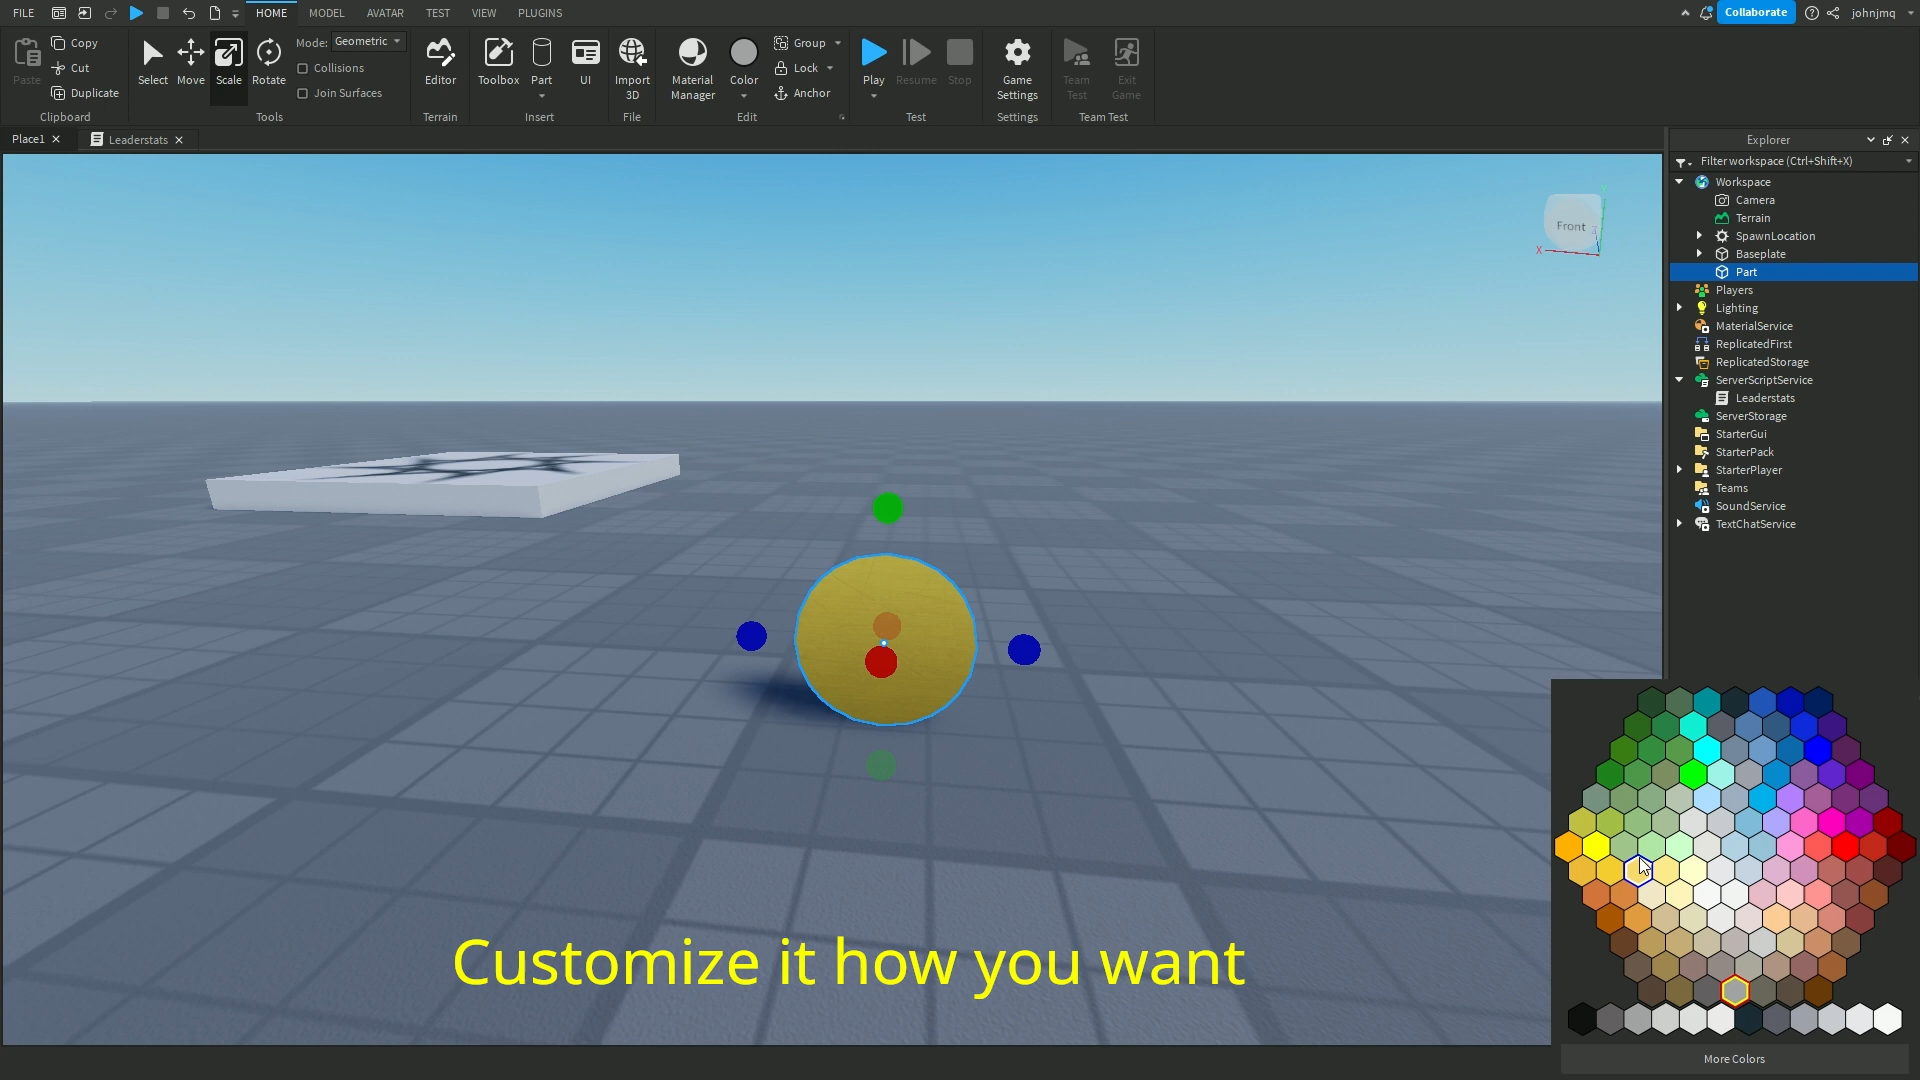 FILE
HOME
MODEL
AVATAR
TEST
VIEW
PLUGINS
Collaborate
johnjmq
Paste
Copy
Cut
Duplicate
Clipboard
Select
Move
Scale
Rotate
Mode: Geometric
Collisions
Join Surfaces
Tools
Editor
Terrain
Toolbox
Part
UI
Insert
Import
3D
File
Material
Manager
Color
Group
Lock
Anchor
Edit
Play
Resume
Stop
Test
Game
Settings
Settings
Team
Test
Exit
Game
Team Test
Place1
Leaderstats
Front
X
Y
Customize it how you want
Explorer
Filter workspace (Ctrl+Shift+X)
Workspace
Camera
Terrain
SpawnLocation
Baseplate
Part
Players
Lighting
MaterialService
ReplicatedFirst
ReplicatedStorage
ServerScriptService
Leaderstats
ServerStorage
StarterGui
StarterPack
StarterPlayer
Teams
SoundService
TextChatService
More Colors